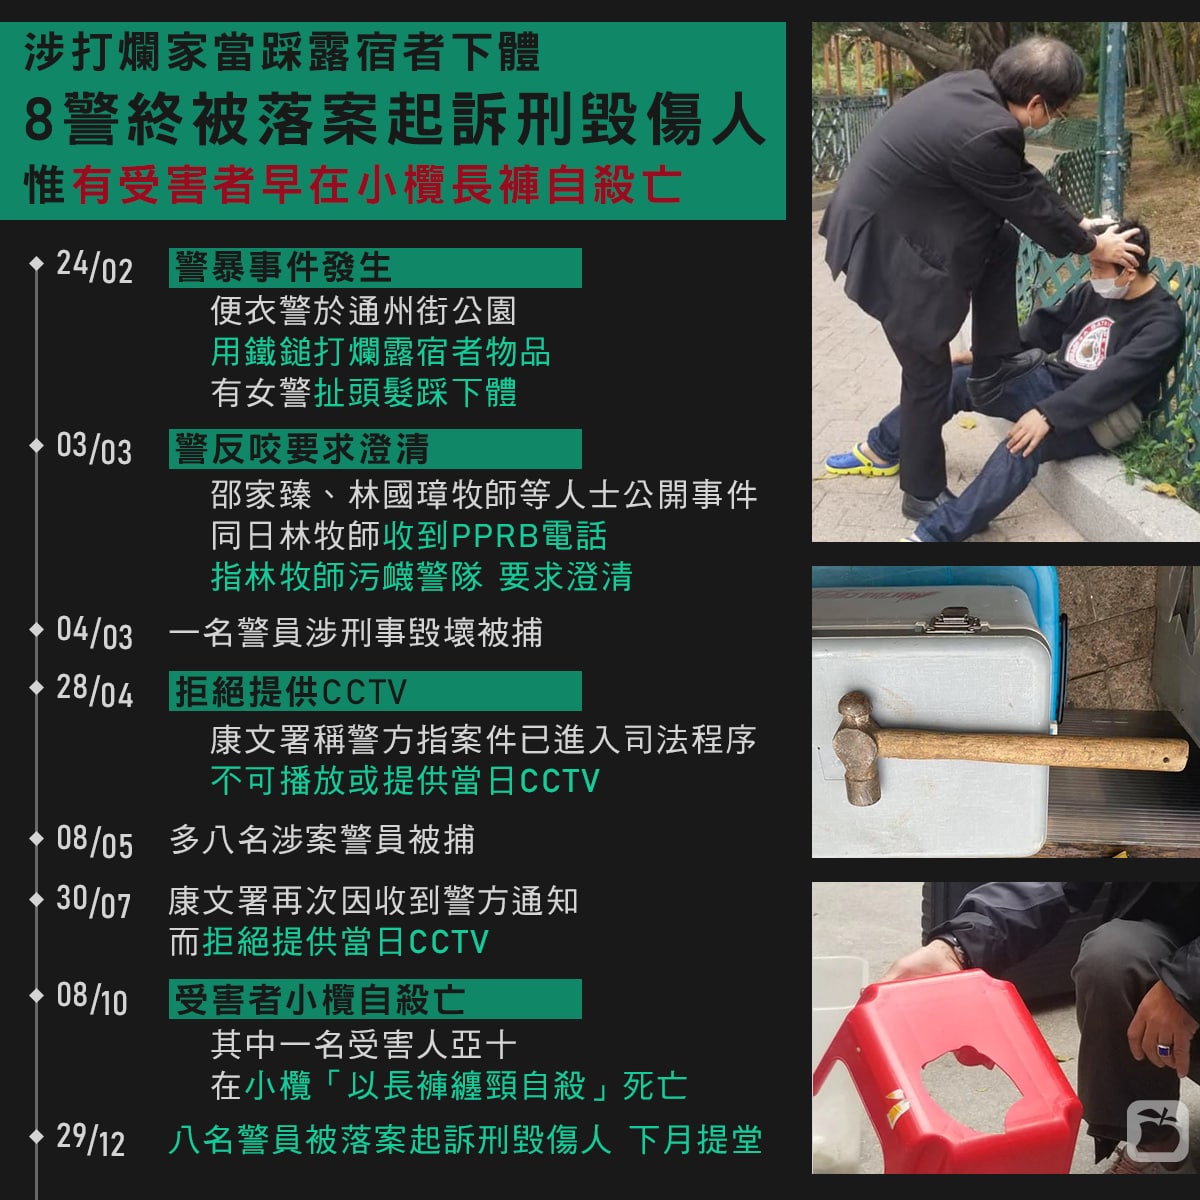 涉打爛家當踩露宿者下體
8警終被落案起訴刑毀傷人
惟有受害者早在小欖長褲自殺亡
24/02
警暴事件發生
便衣警於通州街公園
用鐵鎚打爛露宿者物品
有女警扯頭髮踩下體
03/03
警反咬要求澄清
邵家臻、林國璋牧師等人士公開事件
同日林牧師收到PPRB電話
指林牧師污衊警隊 要求澄清
04/03
一名警員涉刑事毀壞被捕
28/04
拒絕提供CCTV
康文署稱警方指案件已進入司法程序
不可播放或提供當日CCTV
08/05
多八名涉案警員被捕
30/07
康文署再次因收到警方通知
而拒絕提供當日CCTV
08/10
受害者小欖自殺亡
其中一名受害人亞十
在小欖「以長褲纏頸自殺」死亡
29/12
八名警員被落案起訴刑毀傷人 下月提堂